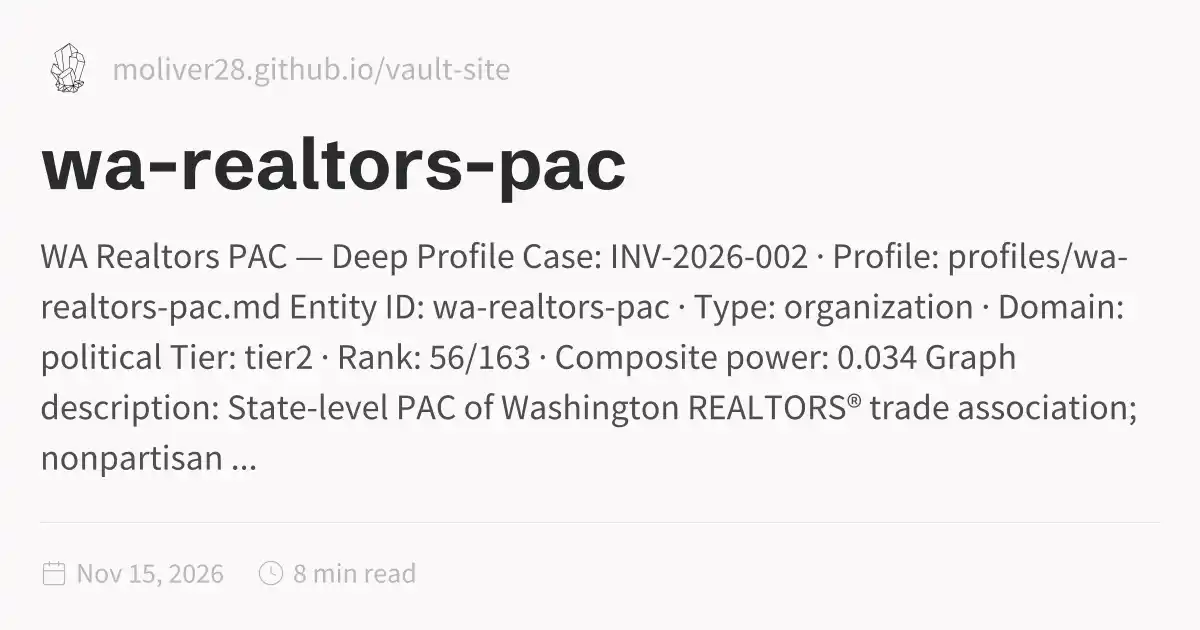 moliver28.github.io/vault-site
wa-realtors-pac
WA Realtors PAC — Deep Profile Case: INV-2026-002 · Profile: profiles/wa-
realtors-pac.md Entity ID: wa-realtors-pac · Type: organization · Domain:
political Tier: tier2 · Rank: 56/163 · Composite power: 0.034 Graph
description: State-level PAC of Washington REALTORS® trade association;
nonpartisan ...
Nov 15, 2026 8 min read